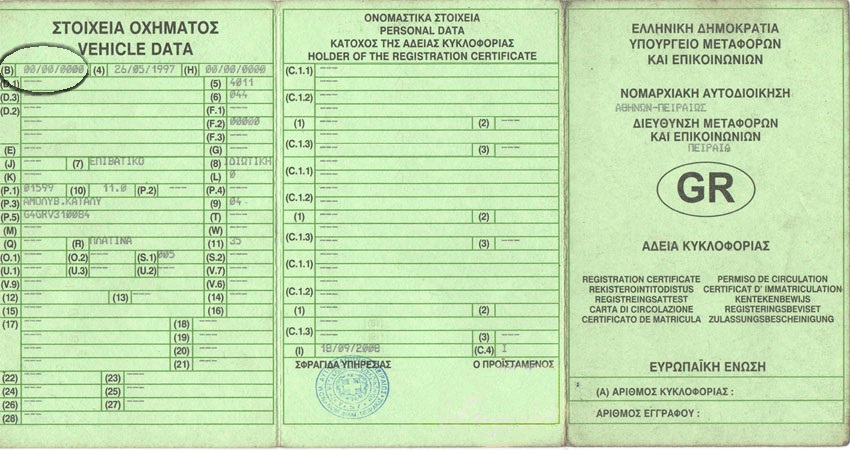 ΣΤΟΙΧΕΙΑ ΟΧΗΜΑΤΟΣ
VEHICLE DATA
(B) 00/00/0000 (4) 26/05/1997 (H) 00/00/0000
(D.1) --- (5) 4011
(D.3) --- (6) 044
(D.2) --- (F.1) ---
(F.2) 00000
(F.3) ---
(E) --- (G) ---
(J) --- (7) ΕΠΙΒΑΤΙΚΟ (8) ΙΔΙΩΤΙΚΗ
(K) --- (L) 0
(P.1) 01599 (10) 11.0 (P.2) --- (P.4) ---
(P.3) ΑΜΟΛΥΒ.ΚΑΤΑΛΥ (9) 04
(P.5) G4GRV310084 (T) ---
(M) --- (W) ---
(Q) --- (R) ΠΛΑΤΙΝΑ (11) 35
(O.1) --- (O.2) --- (S.1) 005 (S.2) ---
(U.1) --- (U.3) --- (U.2) --- (V.7) ---
(V.9) --- (V.6) ---
(12) --- (13) --- (14) ---
(15) --- (16) ---
(17) --- (18) ---
(19) ---
(20) ---
(21) ---
(22) --- (23) ---
(24) --- (25) ---
(26) --- (27) ---
(28) ---
ΟΝΟΜΑΣΤΙΚΑ ΣΤΟΙΧΕΙΑ
PERSONAL DATA
ΚΑΤΟΧΟΣ ΤΗΣ ΑΔΕΙΑΣ ΚΥΚΛΟΦΟΡΙΑΣ
HOLDER OF THE REGISTRATION CERTIFICATE
(C.1.1) ---
(C.1.2) ---
(1) --- (2) ---
(C.1.3) --- (3) ---
(C.1.1) ---
(C.1.2) ---
(1) --- (2)
(C.1.3) --- (3) ---
(C.1.1) ---
(C.1.2) ---
(1) --- (2)
(C.1.3) --- (3) ---
(I) 18/09/2008 (C.4) I
ΣΦΡΑΓΙΔΑ ΥΠΗΡΕΣΙΑΣ Ο ΠΡΟΪΣΤΑΜΕΝΟΣ
ΕΛΛΗΝΙΚΗ ΔΗΜΟΚΡΑΤΙΑ
ΥΠΟΥΡΓΕΙΟ ΜΕΤΑΦΟΡΩΝ
ΚΑΙ ΕΠΙΚΟΙΝΩΝΙΩΝ
ΝΟΜΑΡΧΙΑΚΗ ΑΥΤΟΔΙΟΙΚΗΣΗ
ΑΘΗΝΩΝ-ΠΕΙΡΑΙΩΣ
ΔΙΕΥΘΥΝΣΗ ΜΕΤΑΦΟΡΩΝ
ΚΑΙ ΕΠΙΚΟΙΝΩΝΙΩΝ
ΠΕΙΡΑΙΑ
GR
ΑΔΕΙΑ ΚΥΚΛΟΦΟΡΙΑΣ
REGISTRATION CERTIFICATE PERMISO DE CIRCULATION
REKISTEROINTITODISTUS CERTIFICAT D' IMMATRICULATION
REGISTREINGSATTEST KENTEKENBEWIJS
CARTA DI CIRCOLAZIONE REGISTERINGSBEVISET
CERTIFICATO DE MATRICULA ZULASSUNGSBESCHEINIGUNG
ΕΥΡΩΠΑΪΚΗ ΕΝΩΣΗ
(Α) ΑΡΙΘΜΟΣ ΚΥΚΛΟΦΟΡΙΑΣ :
ΑΡΙΘΜΟΣ ΕΓΓΡΑΦΟΥ :